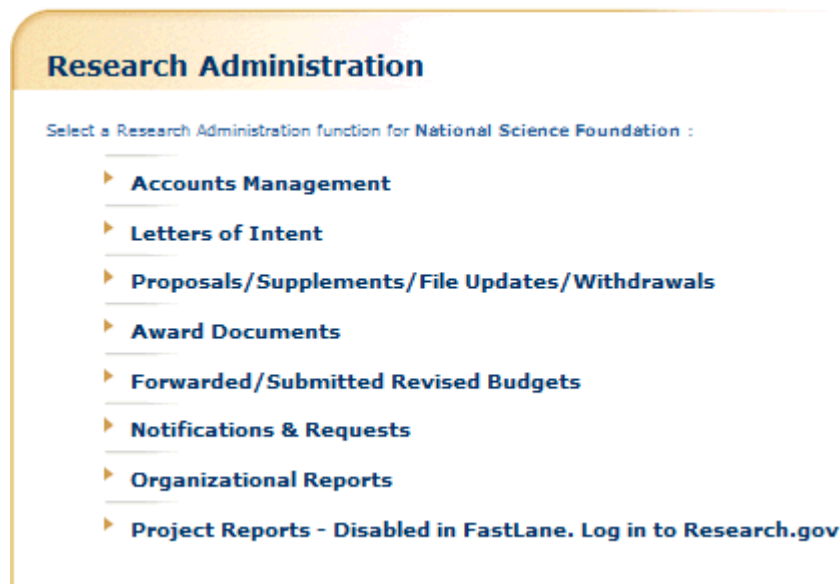 Research Administration
Select a Research Administration function for National Science Foundation :
Accounts Management
Letters of Intent
Proposals/Supplements/File Updates/Withdrawals
Award Documents
Forwarded/Submitted Revised Budgets
Notifications & Requests
Organizational Reports
Project Reports - Disabled in FastLane. Log in to Research.gov